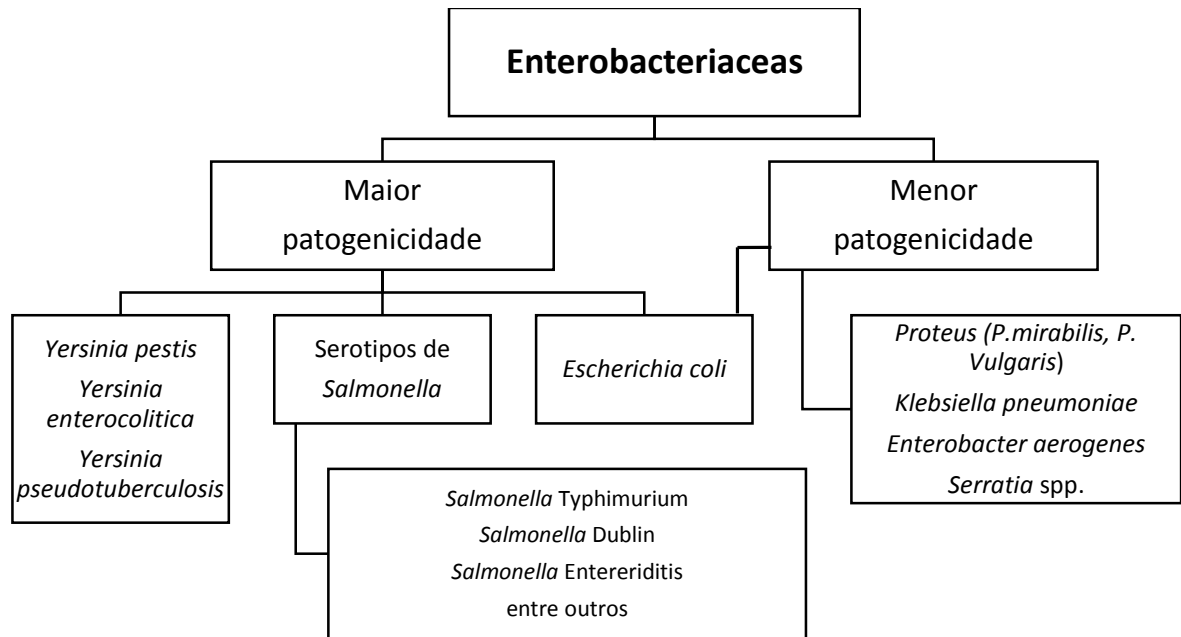 Enterobacteriaceas
Maior
patogenicidade
Menor
patogenicidade
Yersinia pestis
Yersinia
enterocolitica
Yersinia
pseudotuberculosis
Serotipos de
Salmonella
Escherichia coli
Proteus (P.mirabilis, P.
Vulgaris)
Klebsiella pneumoniae
Enterobacter aerogenes
Serratia spp.
Salmonella Typhimurium
Salmonella Dublin
Salmonella Entereriditis
entre outros